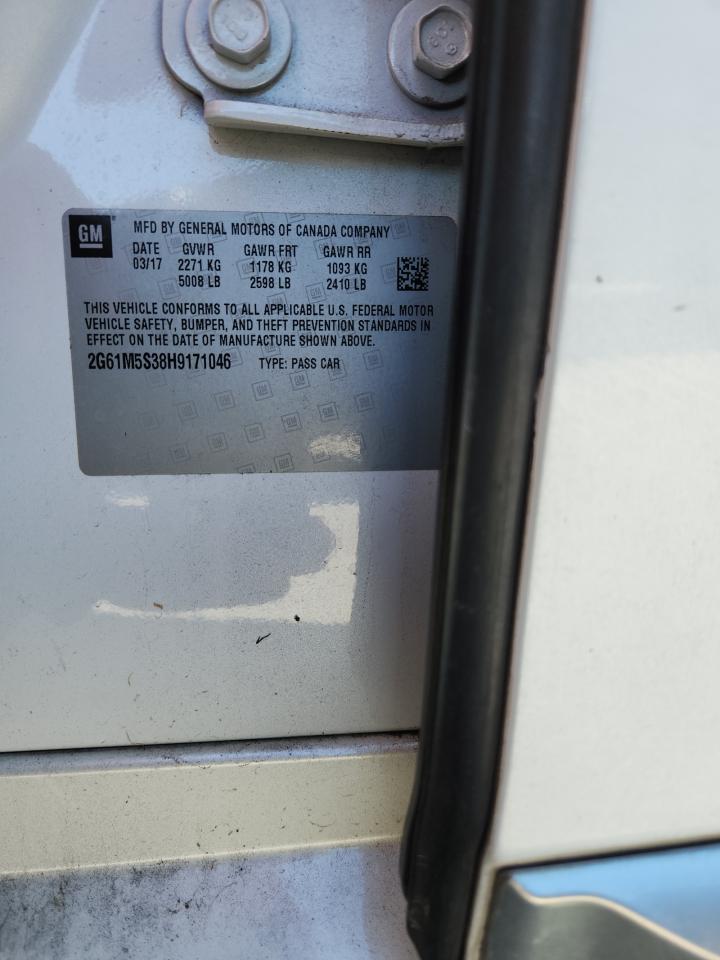 GM
MFD BY GENERAL MOTORS OF CANADA COMPANY
DATE GVWR GAWR FRT GAWR RR
03/17 2271 KG 1178 KG 1093 KG
5008 LB 2598 LB 2410 LB
THIS VEHICLE CONFORMS TO ALL APPLICABLE U.S. FEDERAL MOTOR
VEHICLE SAFETY, BUMPER, AND THEFT PREVENTION STANDARDS IN
EFFECT ON THE DATE OF MANUFACTURE SHOWN ABOVE.
2G61M5S38H9171046 TYPE: PASS CAR